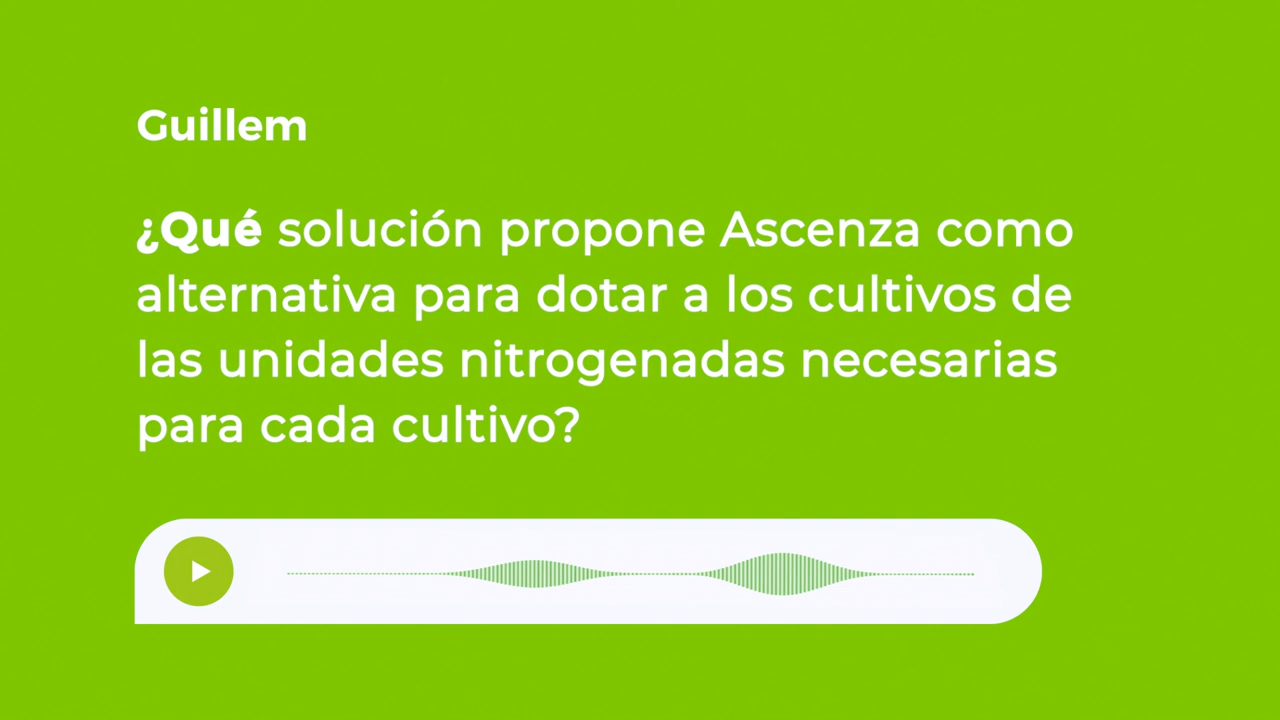 Guillem
¿Qué solución propone Ascenza como
alternativa para dotar a los cultivos de
las unidades nitrogenadas necesarias
para cada cultivo?